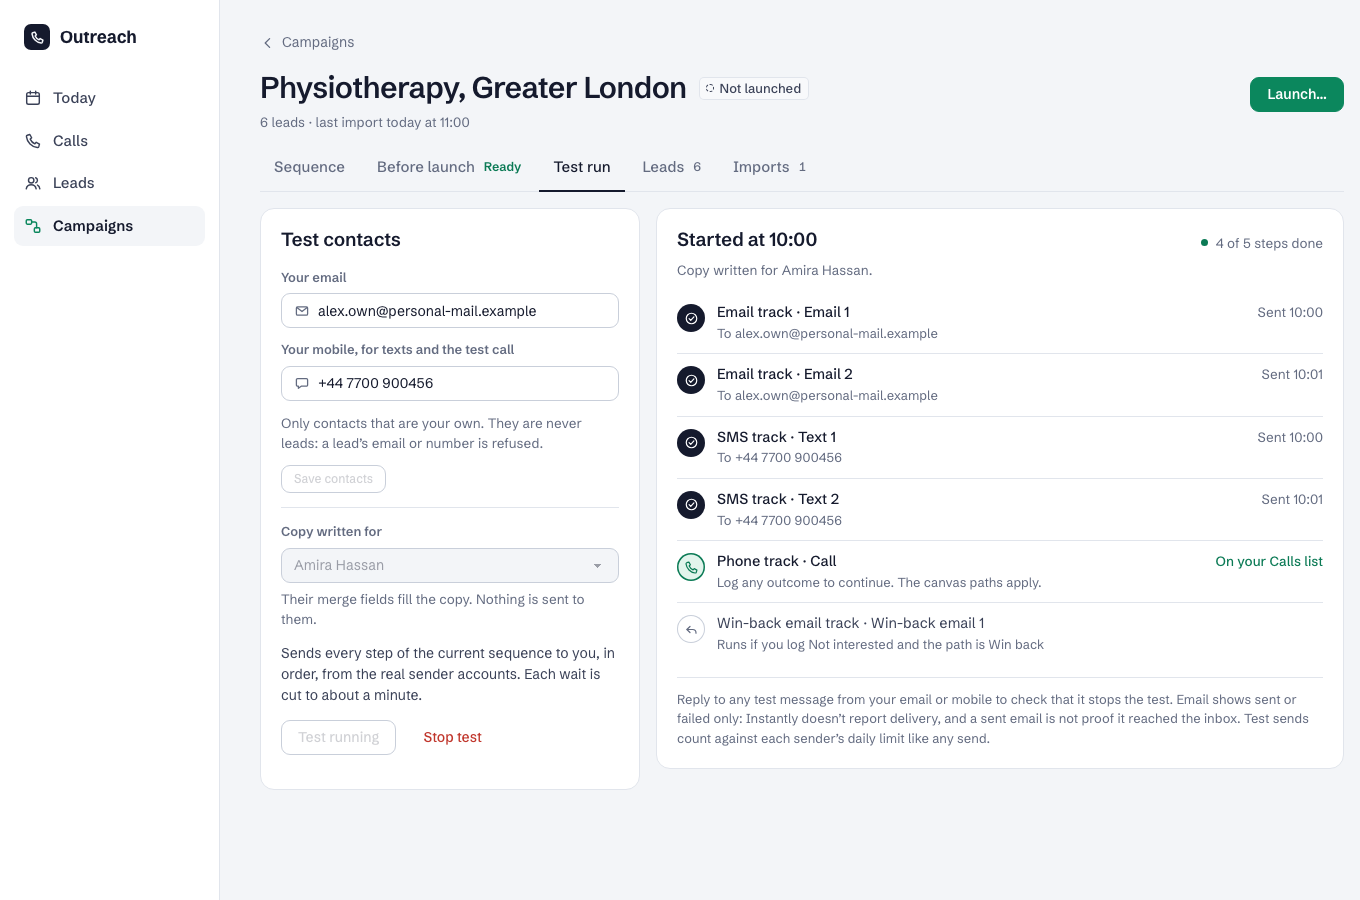 Outreach
Today
Calls
Leads
Campaigns
Campaigns
Physiotherapy, Greater London
Not launched
Launch…
6 leads · last import today at 11:00
Sequence
Before launch Ready
Test run
Leads 6
Imports 1
Test contacts
Your email
alex.own@personal-mail.example
Your mobile, for texts and the test call
+44 7700 900456
Only contacts that are your own. They are never
leads: a lead’s email or number is refused.
Save contacts
Copy written for
Amira Hassan
Their merge fields fill the copy. Nothing is sent to
them.
Sends every step of the current sequence to you, in
order, from the real sender accounts. Each wait is
cut to about a minute.
Test running
Stop test
Started at 10:00
4 of 5 steps done
Copy written for Amira Hassan.
Email track · Email 1
Sent 10:00
To alex.own@personal-mail.example
Email track · Email 2
Sent 10:01
To alex.own@personal-mail.example
SMS track · Text 1
Sent 10:00
To +44 7700 900456
SMS track · Text 2
Sent 10:01
To +44 7700 900456
Phone track · Call
On your Calls list
Log any outcome to continue. The canvas paths apply.
Win-back email track · Win-back email 1
Runs if you log Not interested and the path is Win back
Reply to any test message from your email or mobile to check that it stops the test. Email shows sent or
failed only: Instantly doesn’t report delivery, and a sent email is not proof it reached the inbox. Test sends
count against each sender’s daily limit like any send.